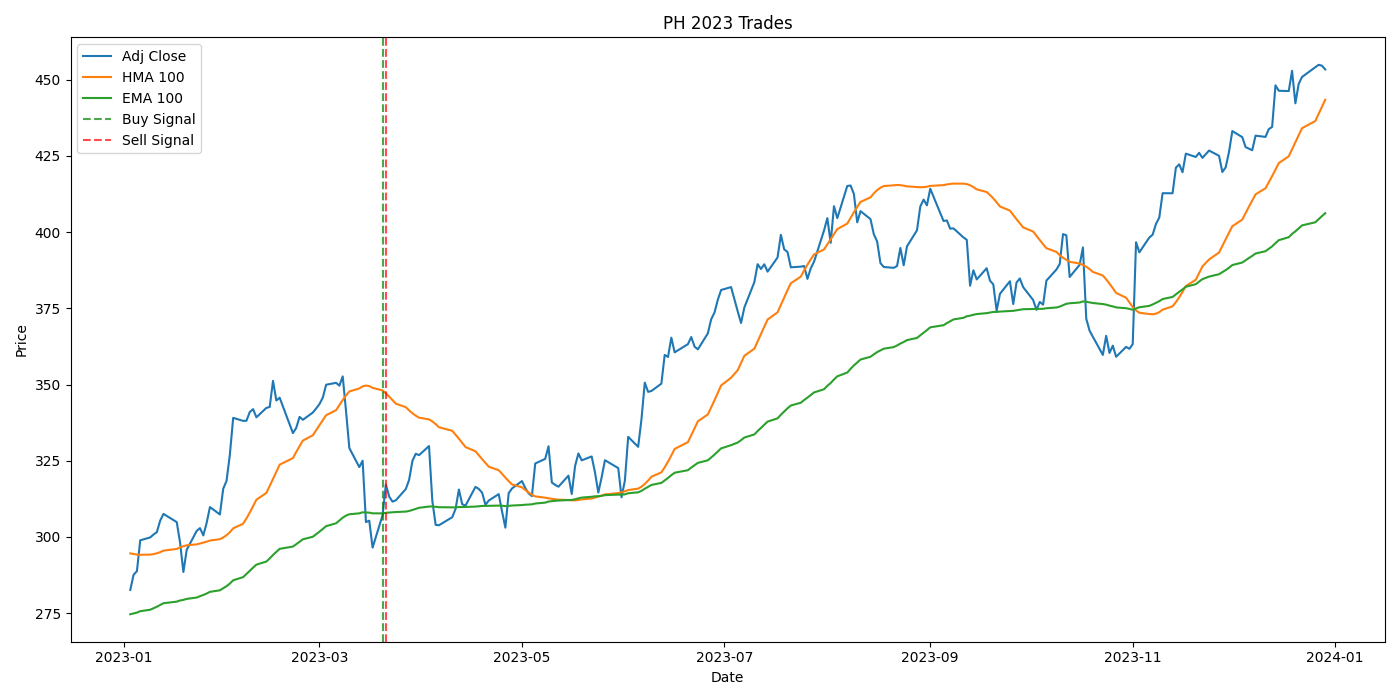 PH 2023 Trades
Adj Close
HMA 100
EMA 100
Buy Signal
Sell Signal
450
425
400
375
350
325
300
275
Price
2023-01
2023-03
2023-05
2023-07
2023-09
2023-11
2024-01
Date